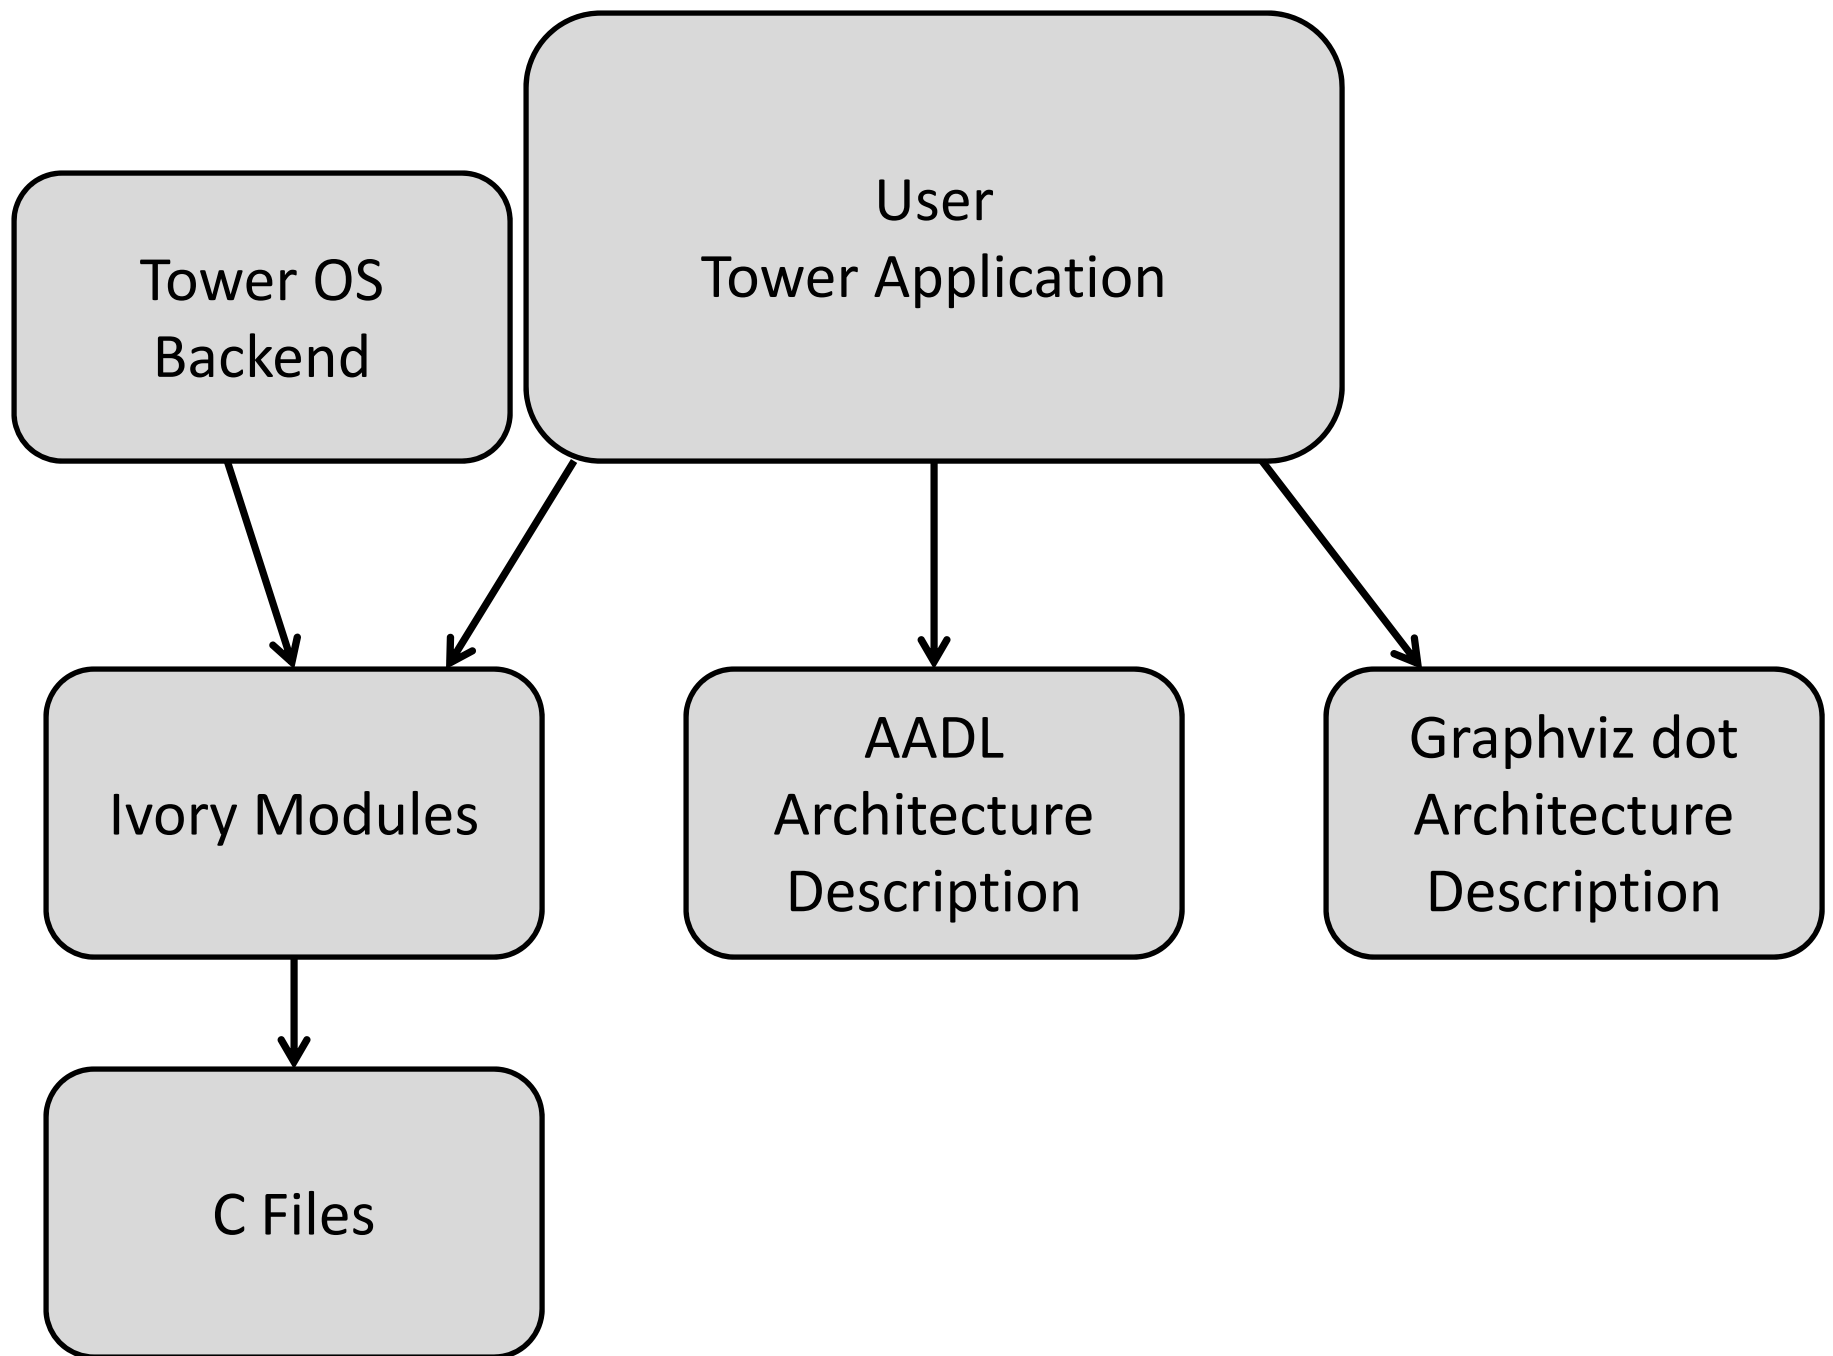 User
Tower Application
Tower OS
Backend
Ivory Modules
AADL
Architecture
Description
Graphviz dot
Architecture
Description
C Files